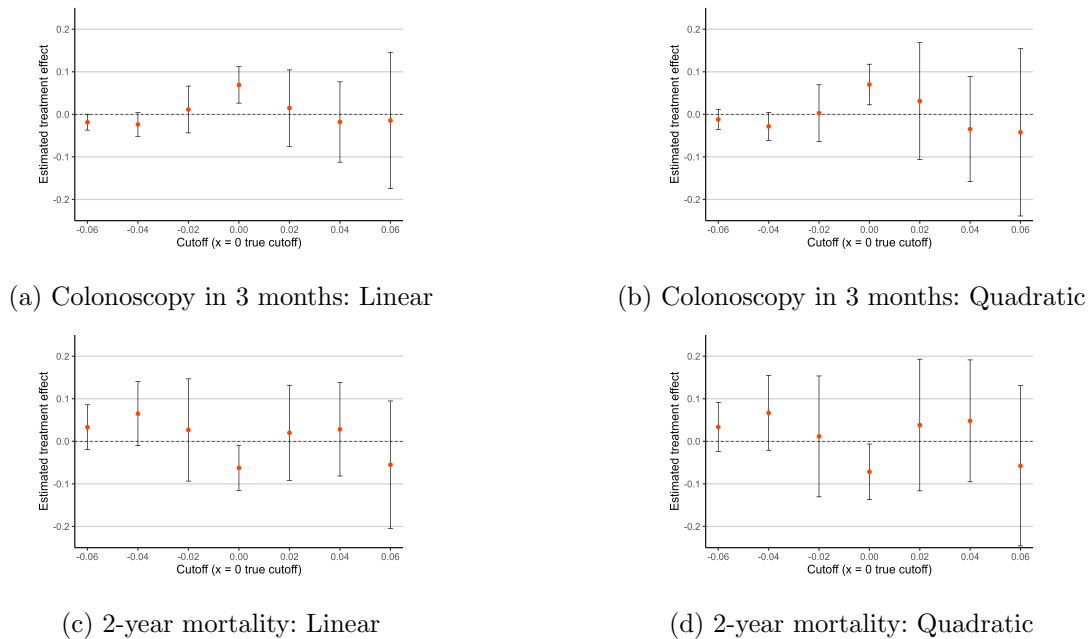 0.2
0.1
0.0
-0.1
-0.2
Estimated treatment effect
-0.06 -0.04 -0.02 0.00 0.02 0.04 0.06
Cutoff (x = 0 true cutoff)
(a) Colonoscopy in 3 months: Linear
0.2
0.1
0.0
-0.1
-0.2
Estimated treatment effect
-0.06 -0.04 -0.02 0.00 0.02 0.04 0.06
Cutoff (x = 0 true cutoff)
(b) Colonoscopy in 3 months: Quadratic
0.2
0.1
0.0
-0.1
-0.2
Estimated treatment effect
-0.06 -0.04 -0.02 0.00 0.02 0.04 0.06
Cutoff (x = 0 true cutoff)
(c) 2-year mortality: Linear
0.2
0.1
0.0
-0.1
-0.2
Estimated treatment effect
-0.06 -0.04 -0.02 0.00 0.02 0.04 0.06
Cutoff (x = 0 true cutoff)
(d) 2-year mortality: Quadratic